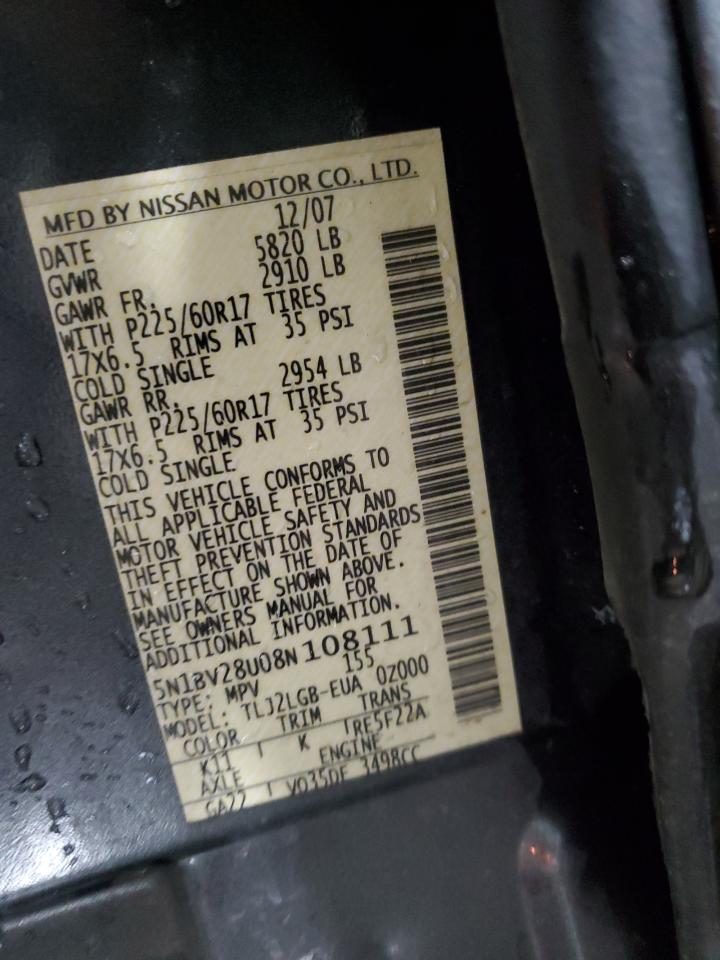 MFD BY NISSAN MOTOR CO., LTD.
DATE 12/07
GVWR 5820 LB
GAWR FR. 2910 LB
WITH P225/60R17 TIRES
17X6.5 RIMS AT 35 PSI
COLD SINGLE
GAWR RR. 2954 LB
WITH P225/60R17 TIRES
17X6.5 RIMS AT 35 PSI
COLD SINGLE
THIS VEHICLE CONFORMS TO
ALL APPLICABLE FEDERAL
MOTOR VEHICLE SAFETY AND
THEFT PREVENTION STANDARDS
IN EFFECT ON THE DATE OF
MANUFACTURE SHOWN ABOVE.
SEE OWNERS MANUAL FOR
ADDITIONAL INFORMATION.
5N1BV28U08N108111
TYPE: MPV 155
MODEL: TLJ2LGB-EUA 0Z000
COLOR TRIM TRANS
K11 K RE5F22A
AXLE ENGINE
GA22 VQ35DE 3498CC